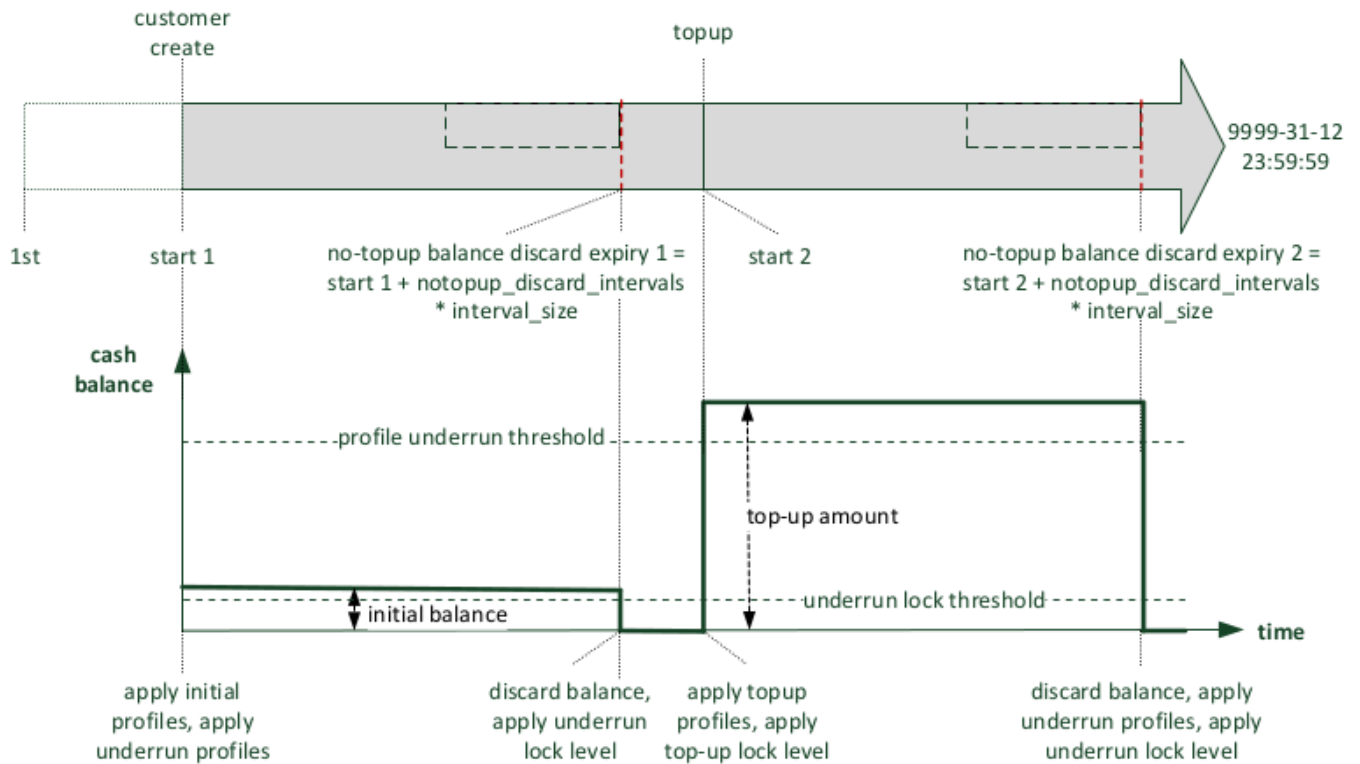 customer
create
topup
9999-31-12
23:59:59
1st
start 1
no-topup balance discard expiry 1 =
start 1 + notopup_discard_intervals
* interval_size
start 2
no-topup balance discard expiry 2 =
start 2 + notopup_discard_intervals
* interval_size
cash
balance
profile underrun threshold
top-up amount
underrun lock threshold
initial balance
time
apply initial
profiles, apply
underrun profiles
discard balance,
apply underrun
lock level
apply topup
profiles, apply
top-up lock level
discard balance, apply
underrun profiles, apply
underrun lock level